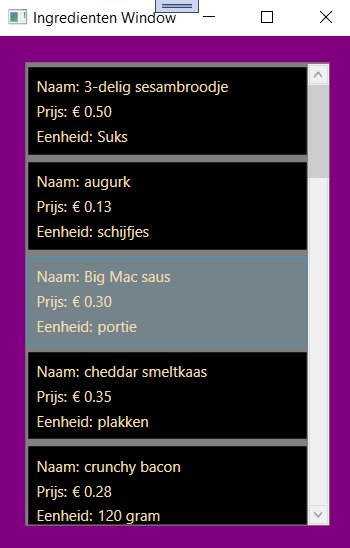 Ingredienten Window
Naam: 3-delig sesambroodje
Prijs: € 0.50
Eenheid: Suks
Naam: augurk
Prijs: € 0.13
Eenheid: schijfjes
Naam: Big Mac saus
Prijs: € 0.30
Eenheid: portie
Naam: cheddar smeltkaas
Prijs: € 0.35
Eenheid: plakken
Naam: crunchy bacon
Prijs: € 0.28
Eenheid: 120 gram